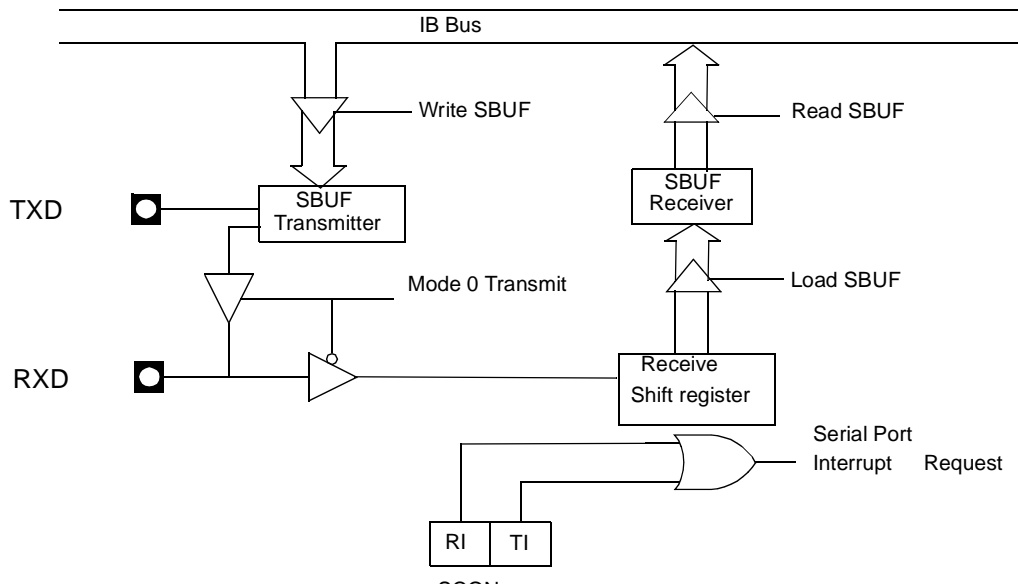 IB Bus
Write SBUF
Read SBUF
SBUF
Transmitter
SBUF
Receiver
TXD
Mode 0 Transmit
Load SBUF
RXD
Receive
Shift register
Serial Port
Interrupt Request
RI
TI